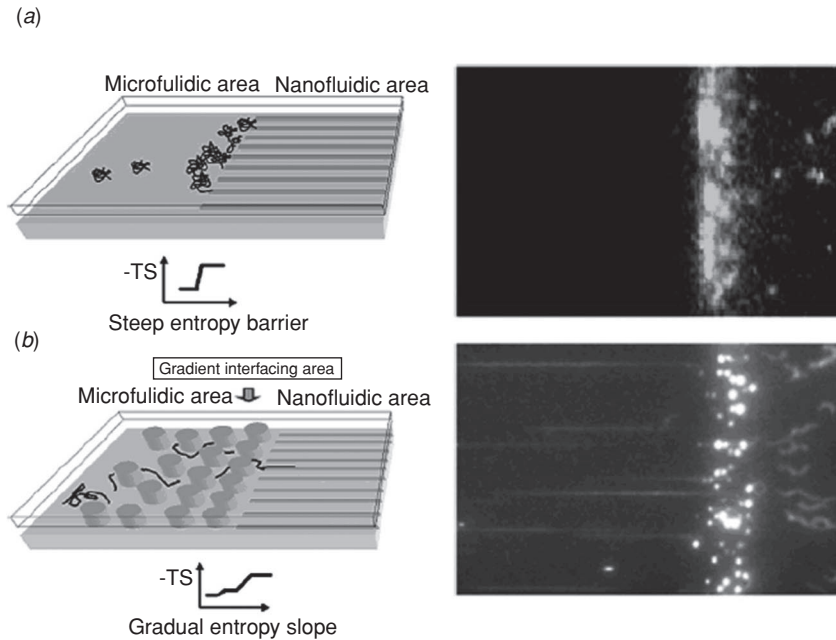 (a)
Microfulidic area Nanofluidic area
-TS
Steep entropy barrier
(b)
Gradient interfacing area
Microfulidic area Nanofluidic area
-TS
Gradual entropy slope